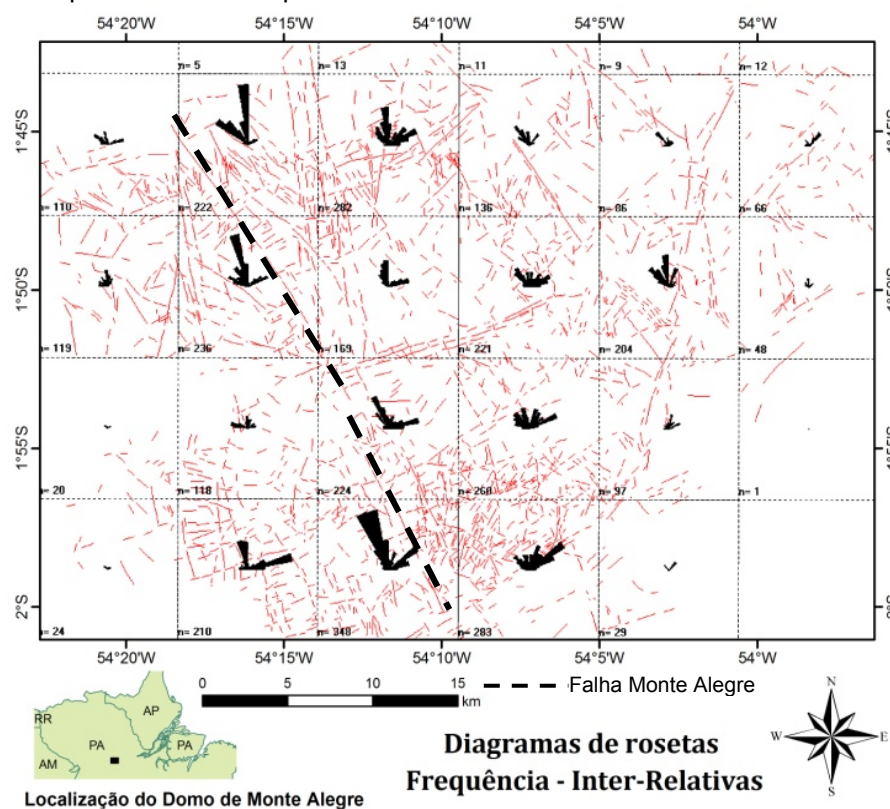 54°20'W 54°15'W 54°10'W 54°5'W 54°W
n= 5 n= 13 n= 11 n= 9 n= 12
1°45'S
n= 110 n= 222 n= 282 n= 136 n= 86 n= 66
1°50'S
n= 119 n= 236 n= 169 n= 221 n= 204 n= 48
1°55'S
n= 20 n= 118 n= 224 n= 268 n= 97 n= 1
2°S
n= 24 n= 210 n= 348 n= 283 n= 29
54°20'W 54°15'W 54°10'W 54°5'W 54°W
0 5 10 15
km
Falha Monte Alegre
RR AP PA PA AM
N W E S
Diagramas de rosetas
Frequência - Inter-Relativas
Localização do Domo de Monte Alegre